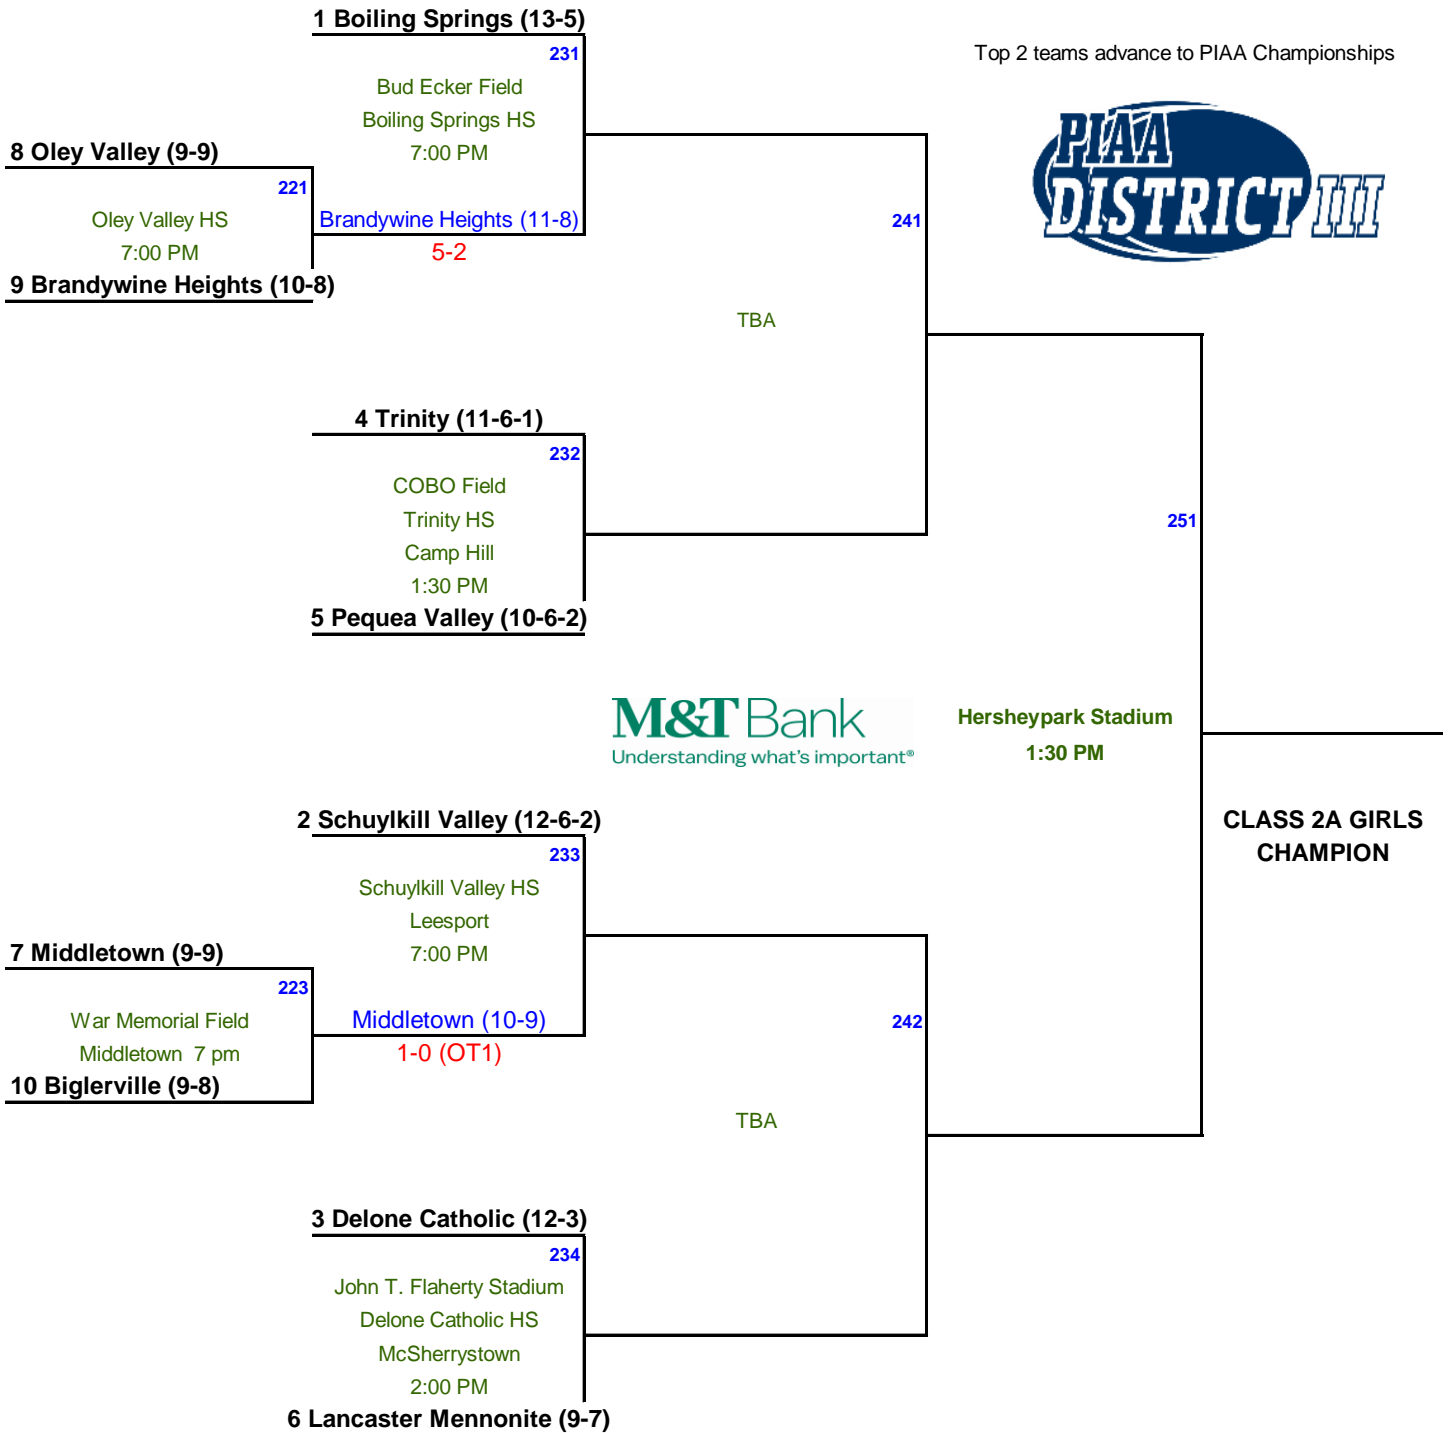 1 Boiling Springs (13-5)
231
Bud Ecker Field
Boiling Springs HS
7:00 PM
Top 2 teams advance to PIAA Championships
PIAA
DISTRICT III
8 Oley Valley (9-9)
221
Oley Valley HS
7:00 PM
9 Brandywine Heights (10-8)
Brandywine Heights (11-8)
5-2
241
TBA
4 Trinity (11-6-1)
232
COBO Field
Trinity HS
Camp Hill
1:30 PM
5 Pequea Valley (10-6-2)
251
M&T Bank
Understanding what's important®
Hersheypark Stadium
1:30 PM
CLASS 2A GIRLS
CHAMPION
2 Schuylkill Valley (12-6-2)
233
Schuylkill Valley HS
Leesport
7:00 PM
7 Middletown (9-9)
223
War Memorial Field
Middletown 7 pm
10 Biglerville (9-8)
Middletown (10-9)
1-0 (OT1)
242
TBA
3 Delone Catholic (12-3)
234
John T. Flaherty Stadium
Delone Catholic HS
McSherrystown
2:00 PM
6 Lancaster Mennonite (9-7)